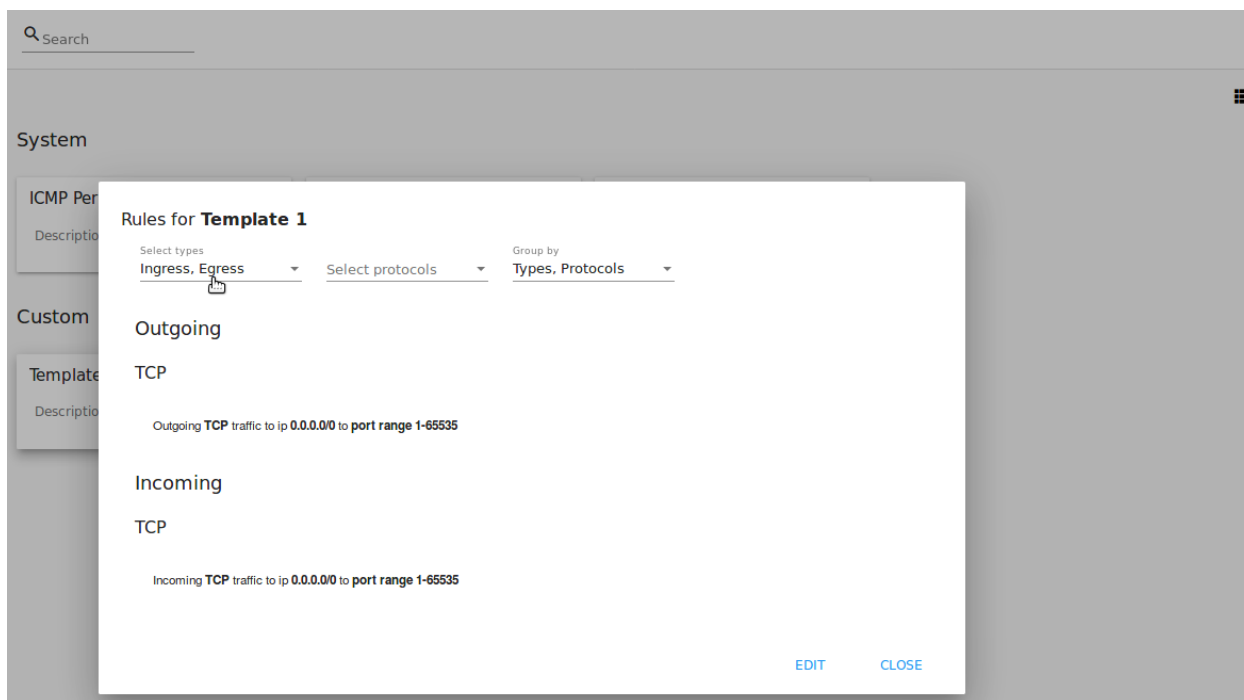 Search
System
ICMP Per
Descriptio
Custom
Template
Descriptio
Rules for Template 1
Select types
Ingress, Egress
Select protocols
Group by
Types, Protocols
Outgoing
TCP
Outgoing TCP traffic to ip 0.0.0.0/0 to port range 1-65535
Incoming
TCP
Incoming TCP traffic to ip 0.0.0.0/0 to port range 1-65535
EDIT CLOSE